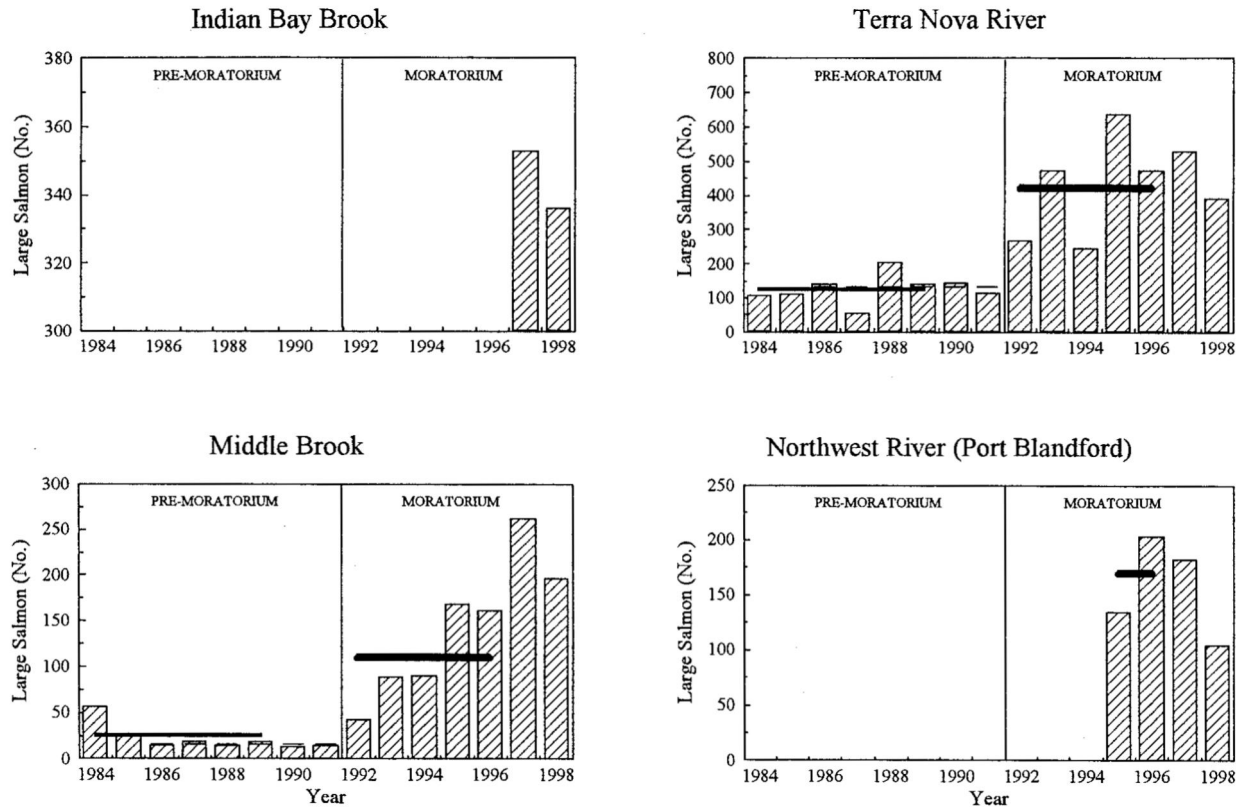 Indian Bay Brook
Large Salmon (No.)
380
360
340
320
300
PRE-MORATORIUM
MORATORIUM
1984 1986 1988 1990 1992 1994 1996 1998
Terra Nova River
Large Salmon (No.)
800
700
600
500
400
300
200
100
0
PRE-MORATORIUM
MORATORIUM
1984 1986 1988 1990 1992 1994 1996 1998
Middle Brook
Large Salmon (No.)
300
250
200
150
100
50
0
PRE-MORATORIUM
MORATORIUM
1984 1986 1988 1990 1992 1994 1996 1998
Year
Northwest River (Port Blandford)
Large Salmon (No.)
250
200
150
100
50
0
PRE-MORATORIUM
MORATORIUM
1984 1986 1988 1990 1992 1994 1996 1998
Year